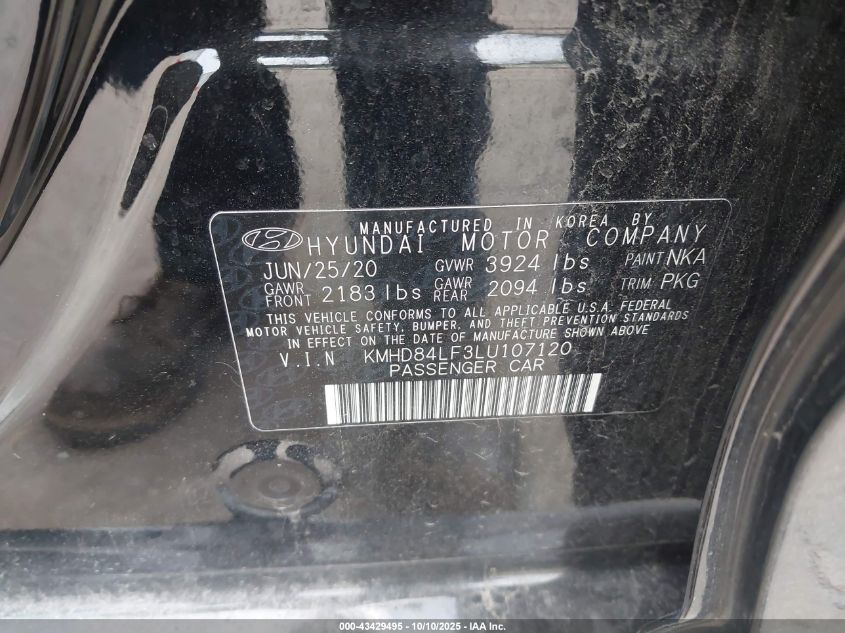 MANUFACTURED IN KOREA BY
HYUNDAI MOTOR COMPANY
JUN/25/20 GVWR 3924 lbs PAINT NKA
GAWR FRONT 2183 lbs GAWR REAR 2094 lbs TRIM PKG
THIS VEHICLE CONFORMS TO ALL APPLICABLE U.S.A. FEDERAL
MOTOR VEHICLE SAFETY, BUMPER, AND THEFT PREVENTION STANDARDS
IN EFFECT ON THE DATE OF MANUFACTURE SHOWN ABOVE
V.I.N KMHD84LF3LU107120
PASSENGER CAR
000-43429495 - 10/10/2025 - © IAA Inc.